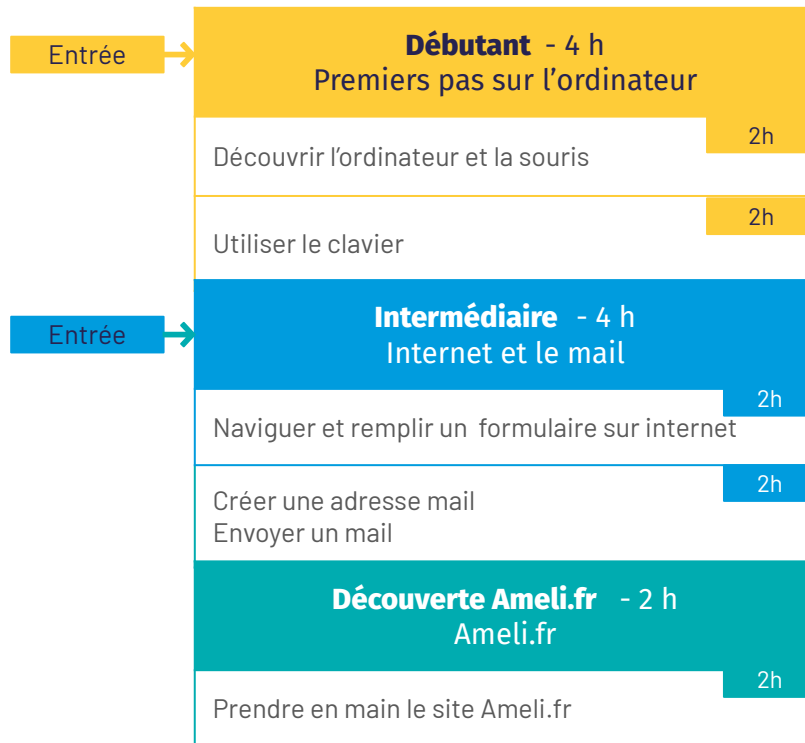 Entrée
Débutant - 4 h
Premiers pas sur l'ordinateur
2h
Découvrir l'ordinateur et la souris
2h
Utiliser le clavier
Entrée
Intermédiaire - 4 h
Internet et le mail
2h
Naviguer et remplir un formulaire sur internet
2h
Créer une adresse mail
Envoyer un mail
Découverte Ameli.fr - 2 h
Ameli.fr
2h
Prendre en main le site Ameli.fr